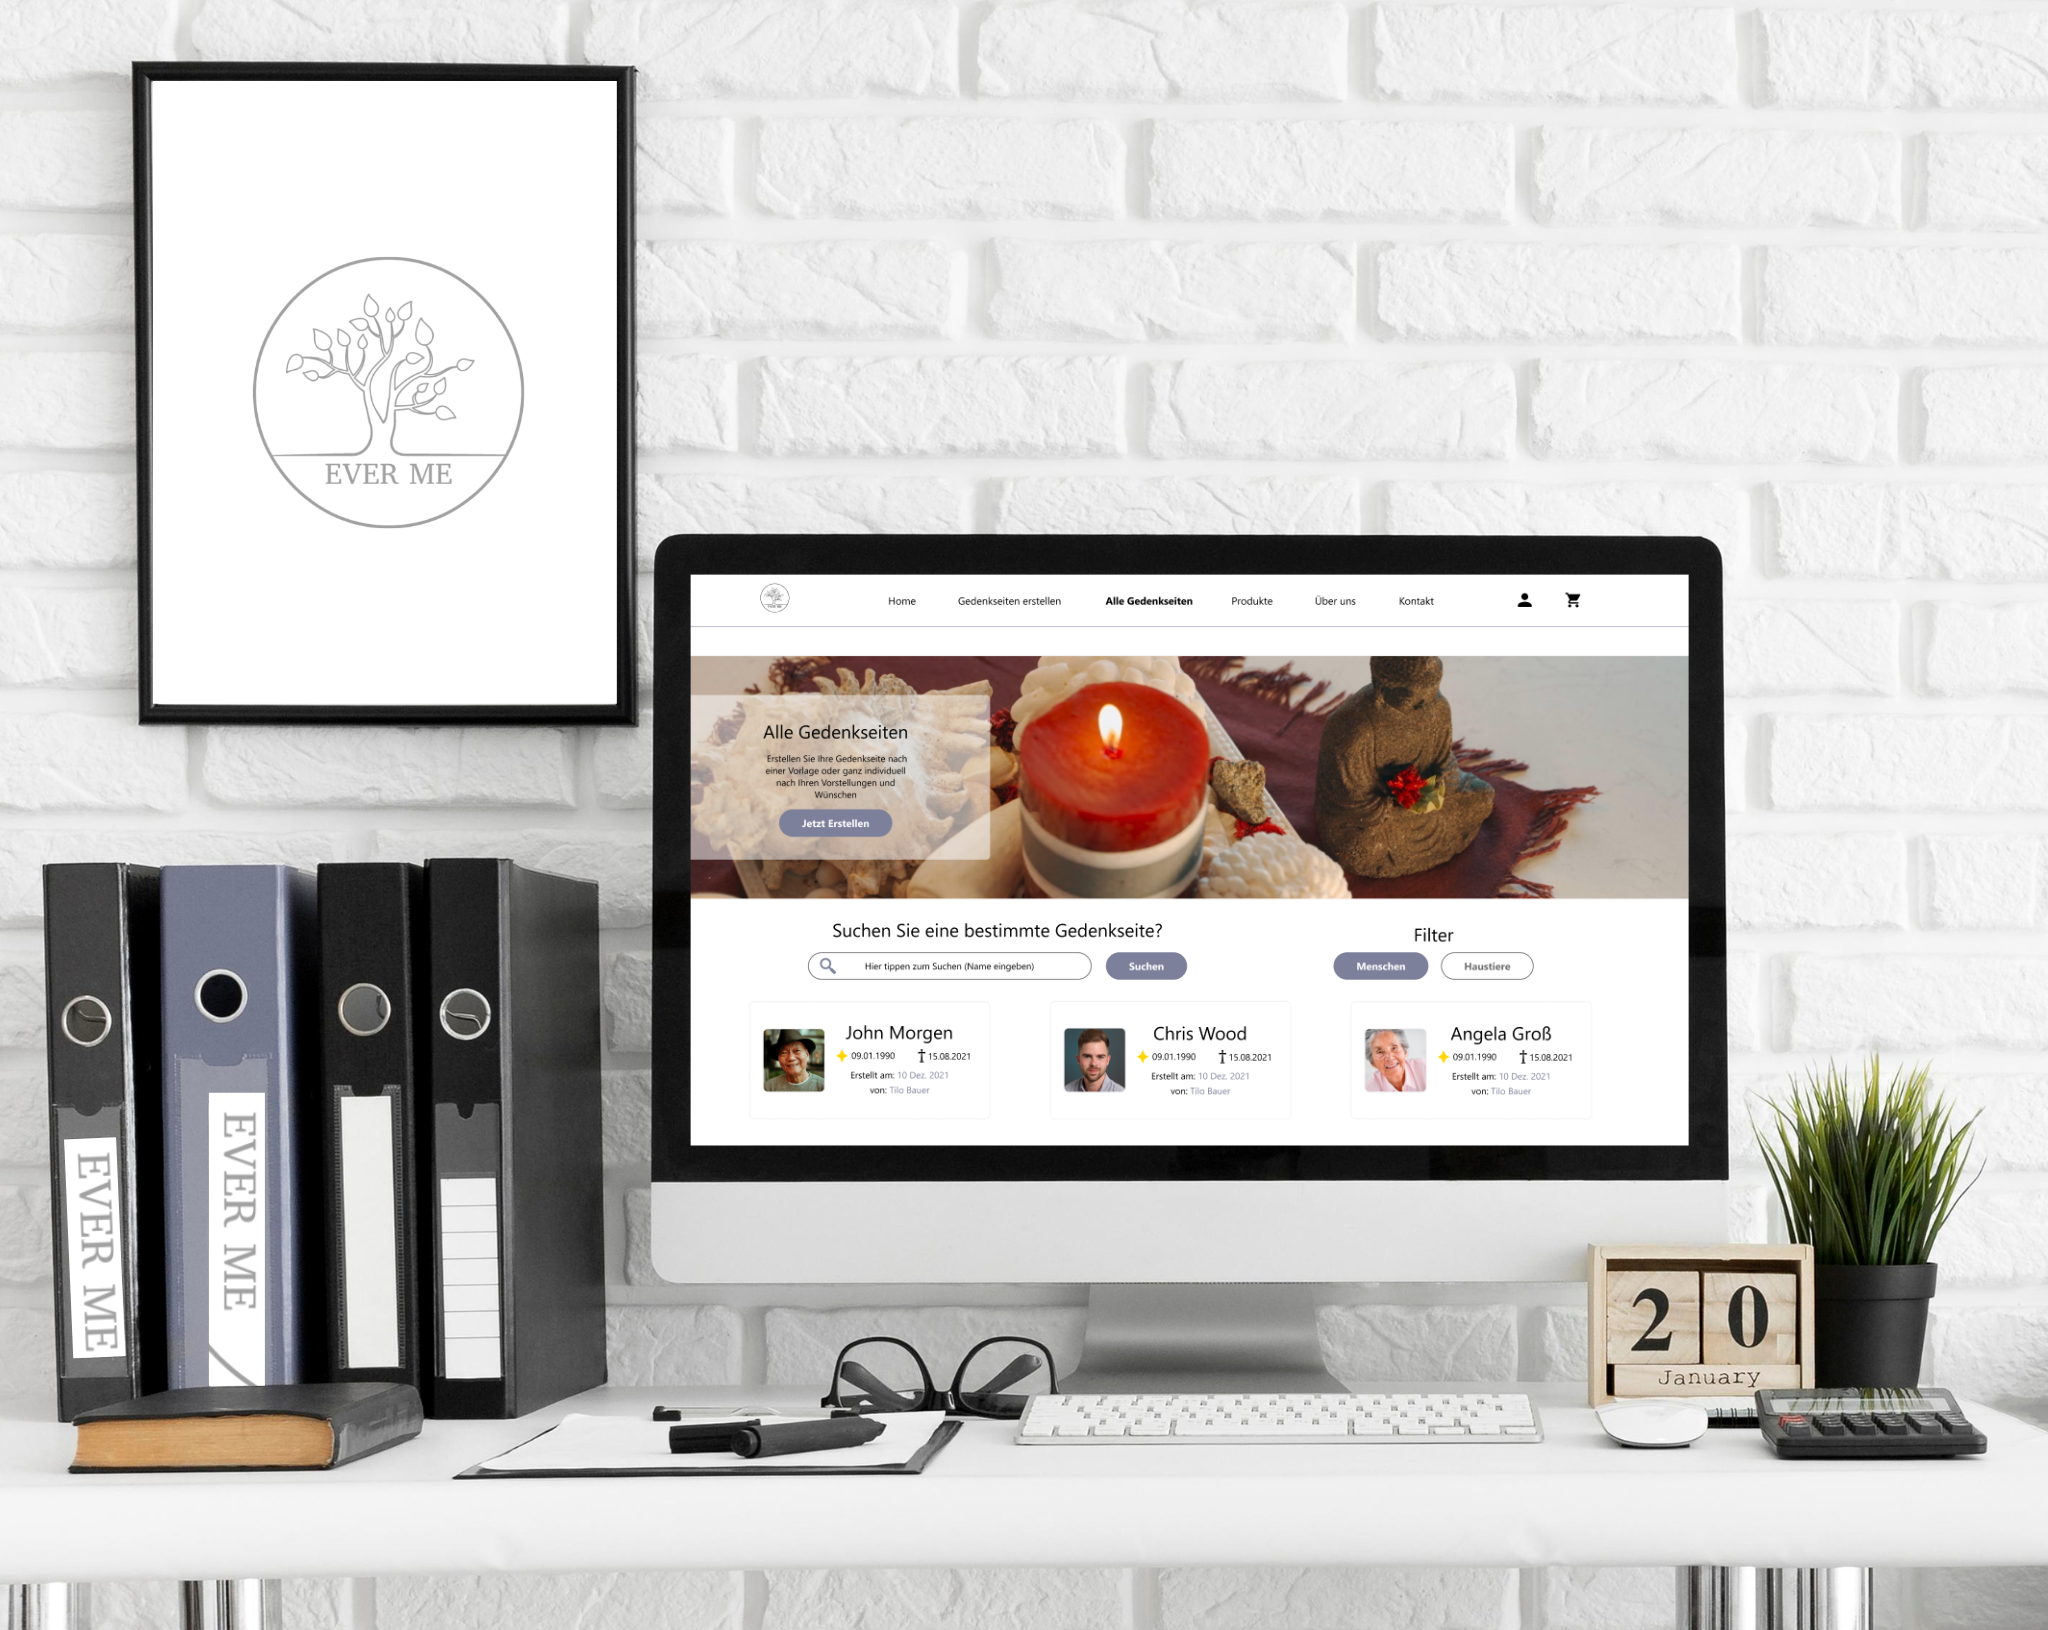 EVER ME
Home Gedenkseiten erstellen Alle Gedenkseiten Produkte Über uns Kontakt
Alle Gedenkseiten
Erstellen Sie Ihre Gedenkseite nach
einer Vorlage oder ganz individuell
nach Ihren Vorstellungen und
Wünschen
Jetzt Erstellen
Suchen Sie eine bestimmte Gedenkseite?
Hier tippen zum Suchen (Name eingeben)
Suchen
Filter
Menschen
Haustiere
John Morgen
09.01.1990 15.08.2021
Erstellt am: 10 Dez. 2021
von: Tilo Bauer
Chris Wood
09.01.1990 15.08.2021
Erstellt am: 10 Dez. 2021
von: Tilo Bauer
Angela Groß
09.01.1990 15.08.2021
Erstellt am: 10 Dez. 2021
von: Tilo Bauer
EVER ME
EVER ME
20
January